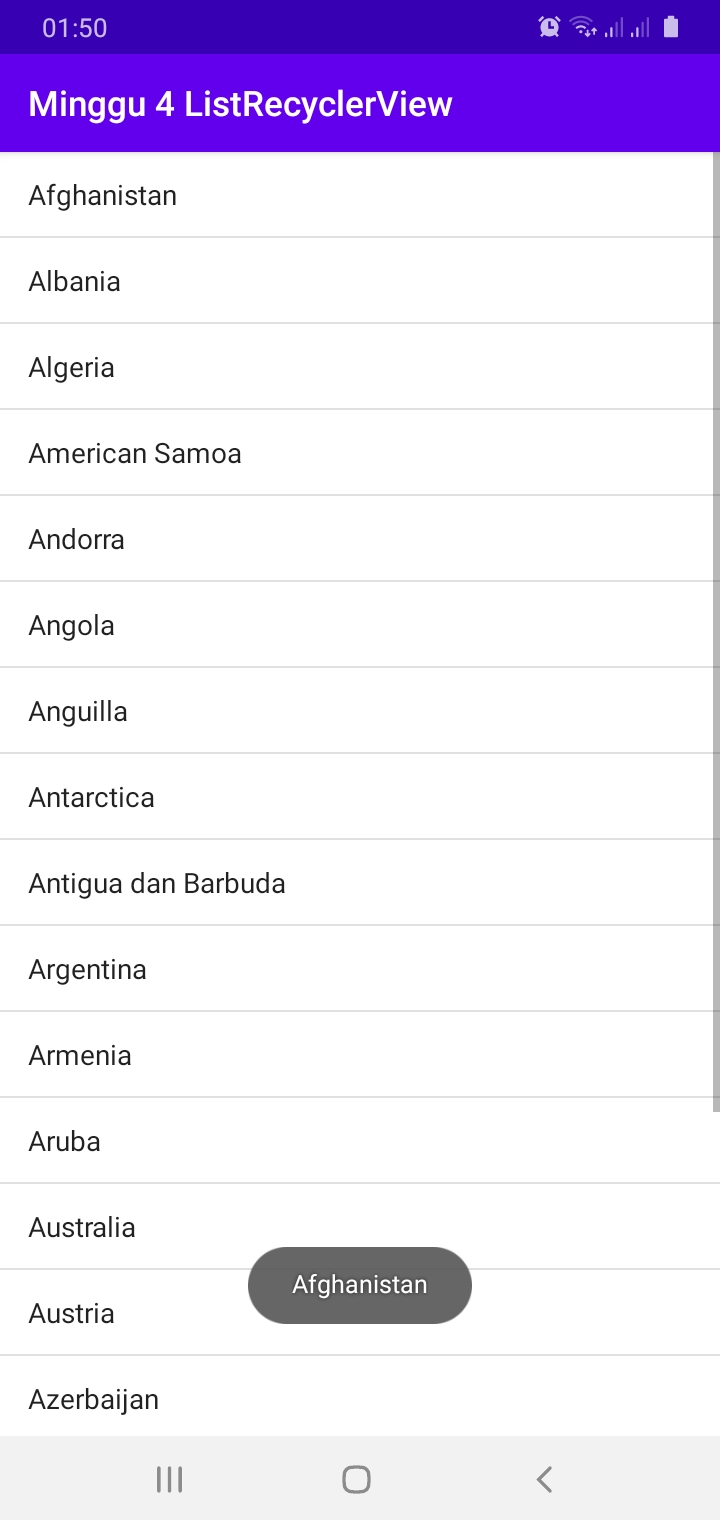 01:50
Minggu 4 ListRecyclerView
Afghanistan
Albania
Algeria
American Samoa
Andorra
Angola
Anguilla
Antarctica
Antigua dan Barbuda
Argentina
Armenia
Aruba
Australia
Afghanistan
Austria
Azerbaijan